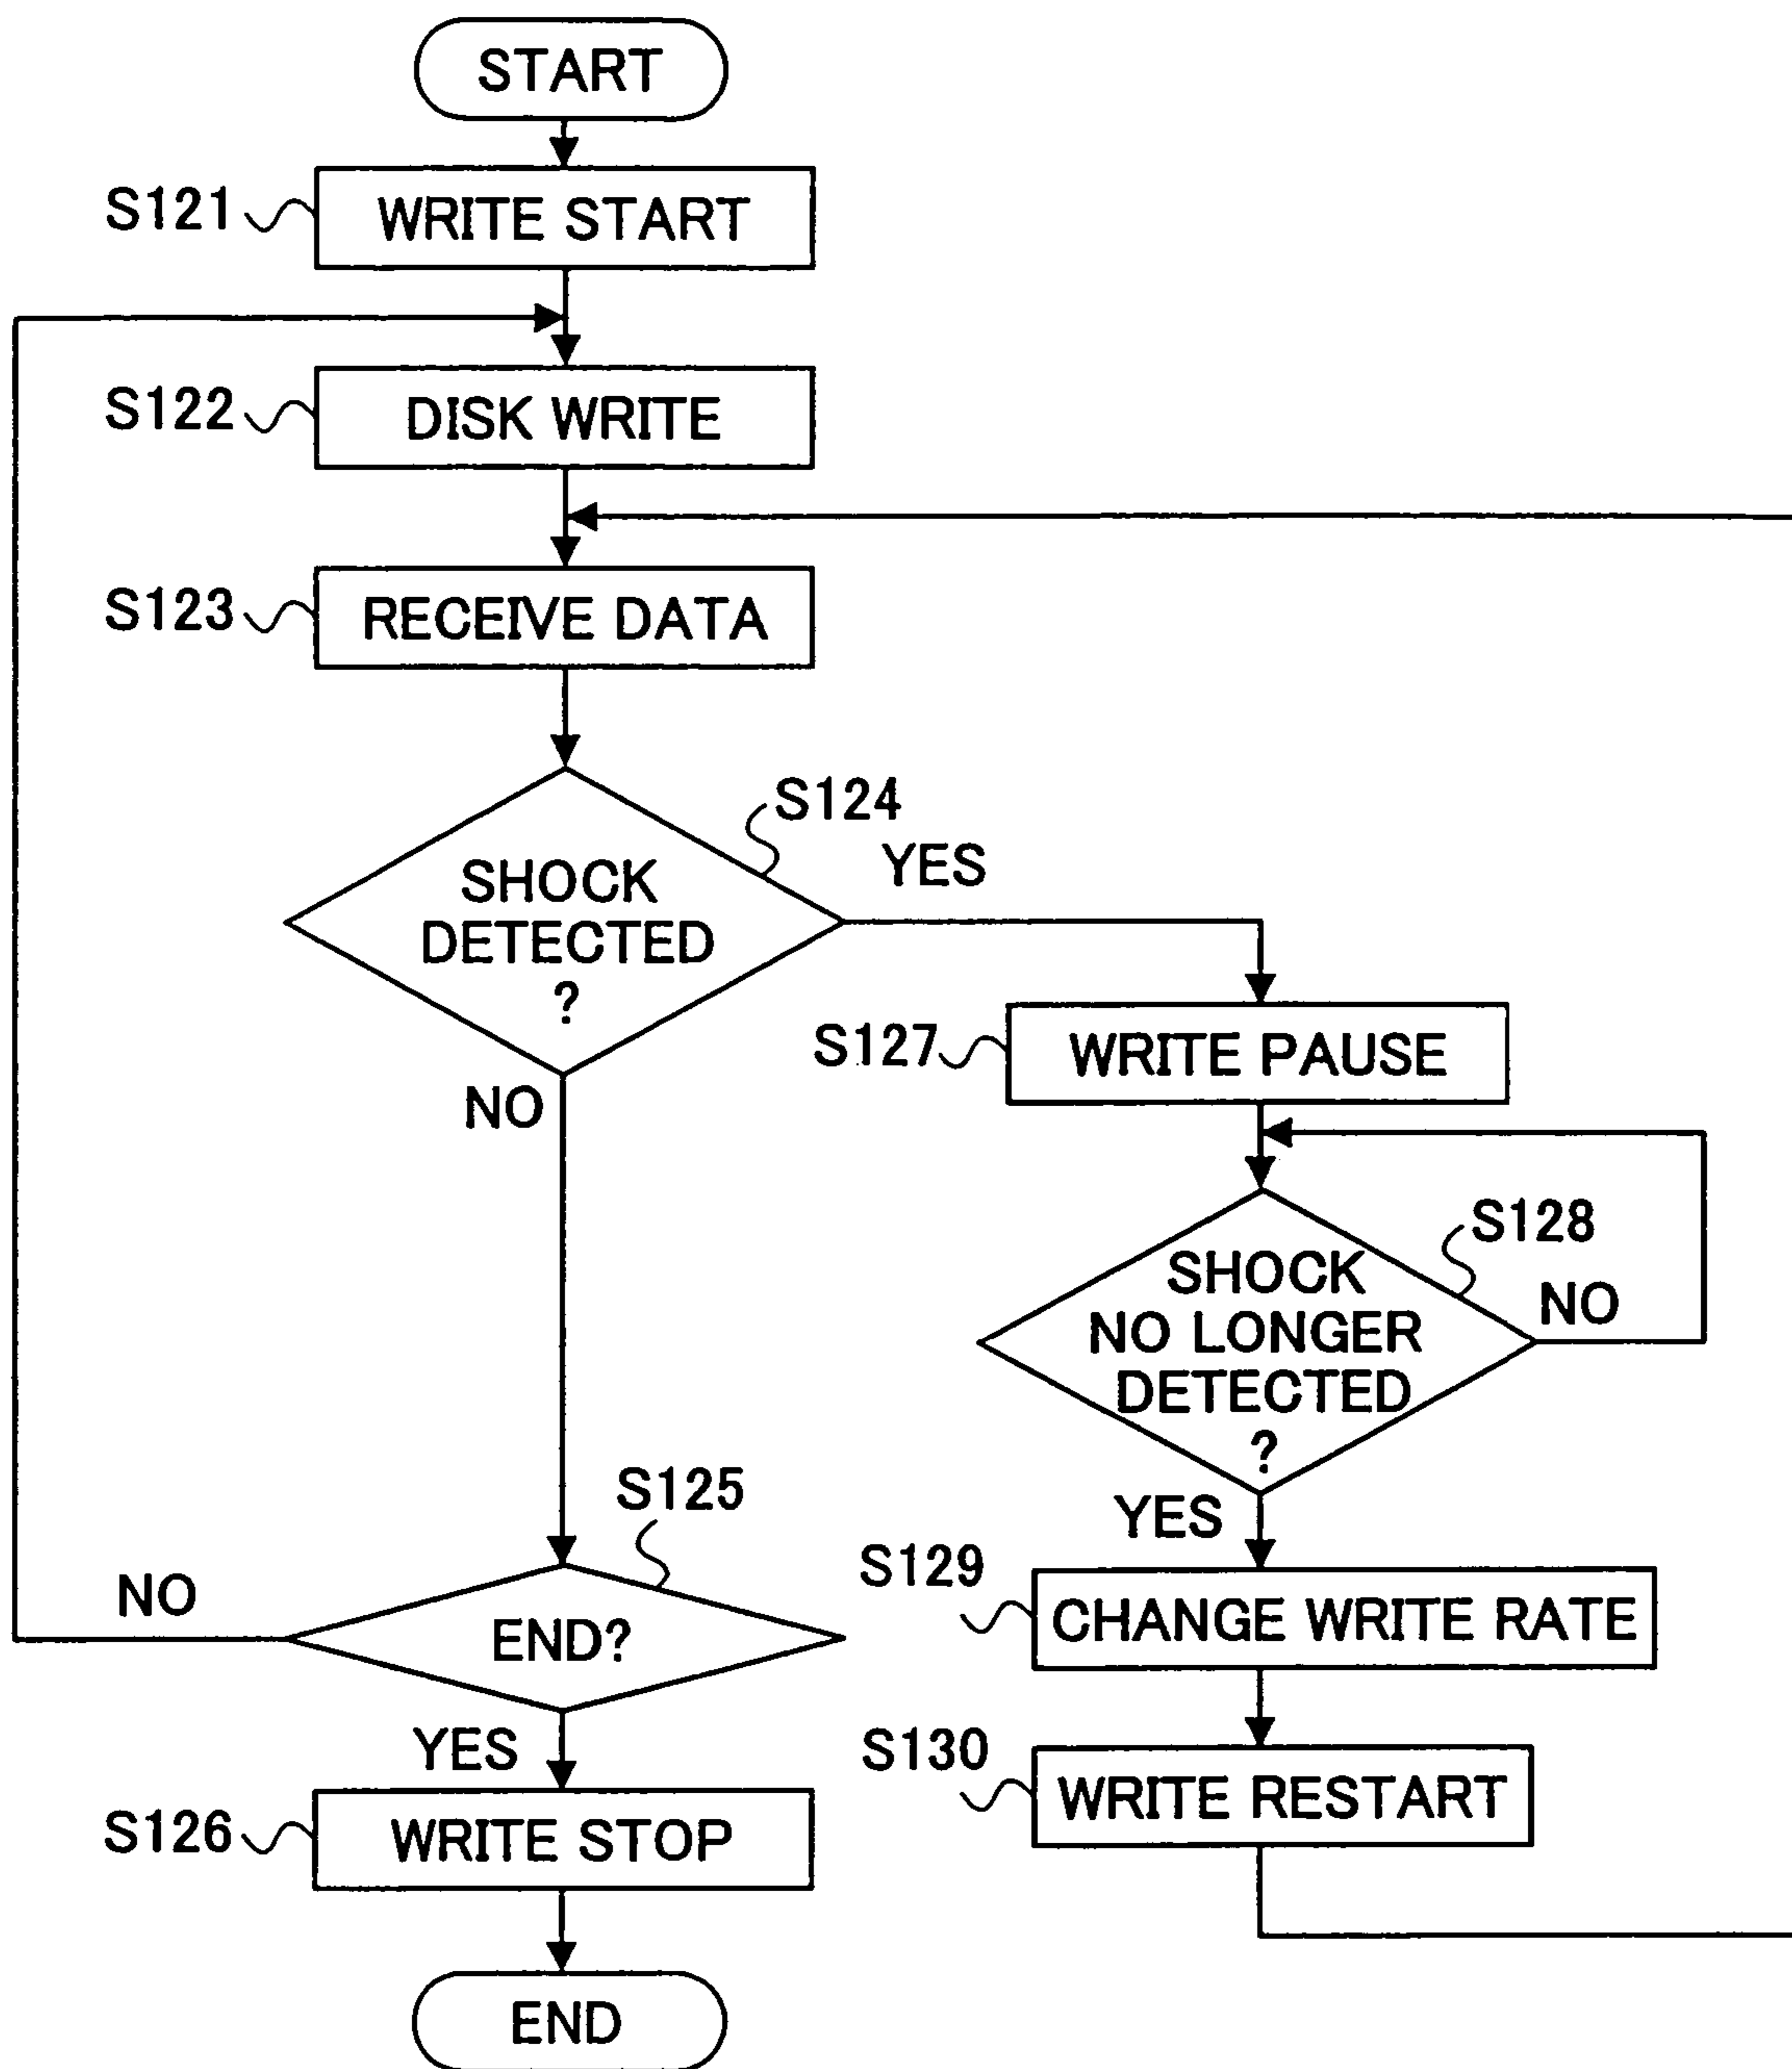 START
S121
WRITE START
S122
DISK WRITE
S123
RECEIVE DATA
S124
SHOCK
DETECTED
?
YES
NO
S127
WRITE PAUSE
S128
SHOCK
NO LONGER
DETECTED
?
NO
YES
S125
END?
NO
YES
S129
CHANGE WRITE RATE
S130
WRITE RESTART
S126
WRITE STOP
END